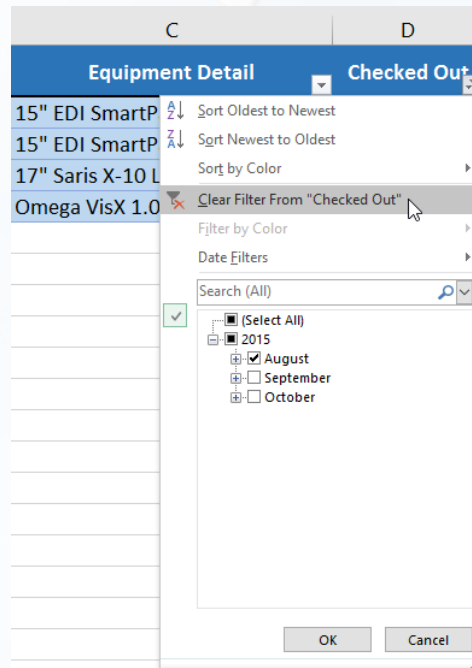 C D
Equipment Detail Checked Out
15" EDI SmartP
15" EDI SmartP
17" Saris X-10 L
Omega VisX 1.0
Sort Oldest to Newest
Sort Newest to Oldest
Sort by Color
Clear Filter From "Checked Out"
Filter by Color
Date Filters
Search (All)
(Select All)
2015
August
September
October
OK Cancel